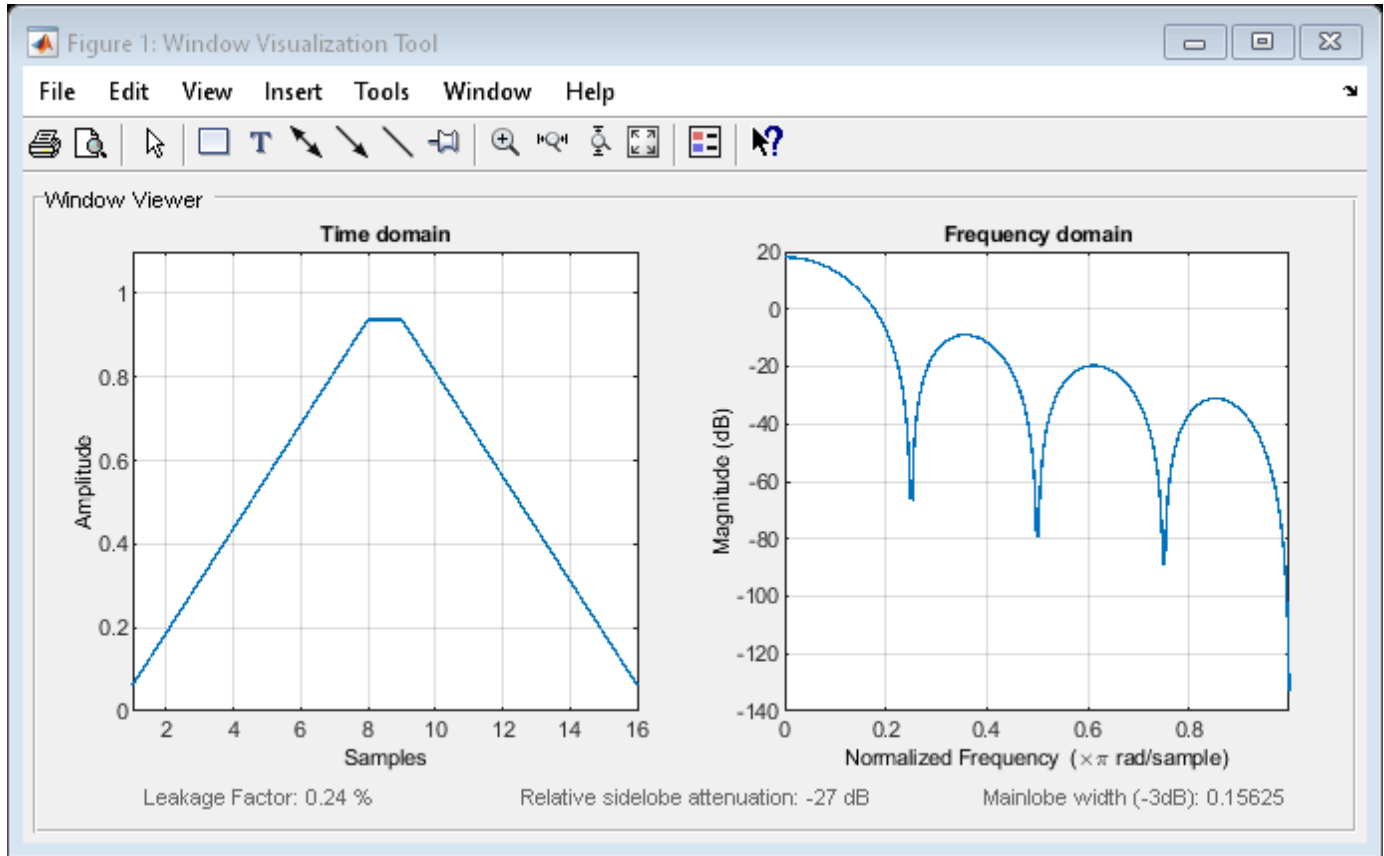 Figure 1: Window Visualization Tool
File Edit View Insert Tools Window Help
T ?
Window Viewer
Time domain
1
0.8
0.6
0.4
0.2
0
Amplitude
2 4 6 8 10 12 14 16
Samples
Frequency domain
20
0
-20
-40
-60
-80
-100
-120
-140
Magnitude (dB)
0 0.2 0.4 0.6 0.8
Normalized Frequency (×π rad/sample)
Leakage Factor: 0.24 % Relative sidelobe attenuation: -27 dB Mainlobe width (-3dB): 0.15625